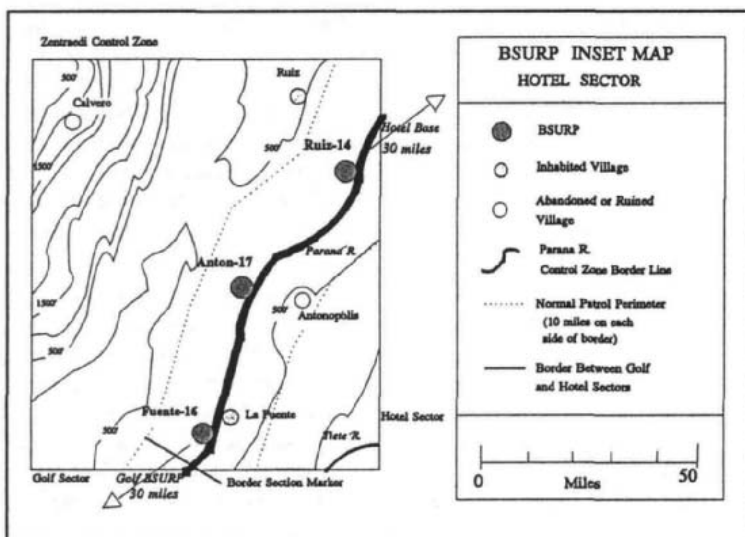 Zentraedi Control Zone
500'
Calvero
Ruiz
1500'
500'
Hotel Base
30 miles
Ruiz-14
Parana R.
Anton-17
1500'
500'
500'
Antonopolis
Fuente-16
La Puente
500'
Tiete R.
Hotel Sector
Golf Sector
Golf BSURP
30 miles
Border Section Marker
BSURP INSET MAP
HOTEL SECTOR
BSURP
Inhabited Village
Abandoned or Ruined
Village
Parana R.
Control Zone Border Line
Normal Patrol Perimeter
(10 miles on each
side of border)
Border Between Golf
and Hotel Sectors
0
50
Miles